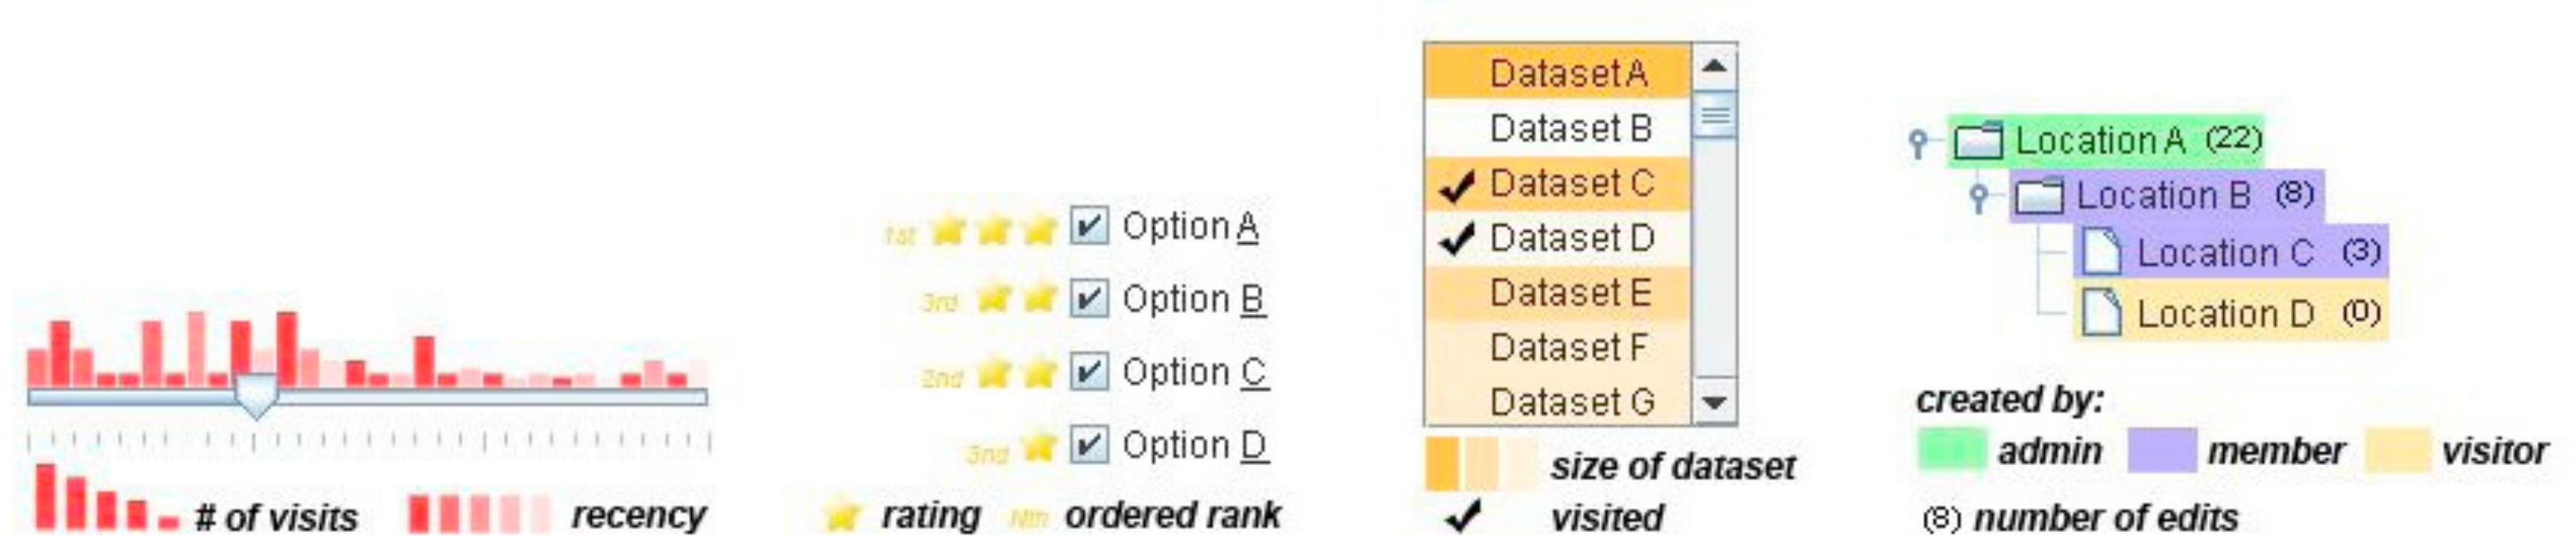 # of visits
recency
1st Option A
3rd Option B
2nd Option C
3nd Option D
rating Nth ordered rank
Dataset A
Dataset B
Dataset C
Dataset D
Dataset E
Dataset F
Dataset G
size of dataset
visited
Location A (22)
Location B (8)
Location C (3)
Location D (0)
created by:
admin member visitor
(8) number of edits